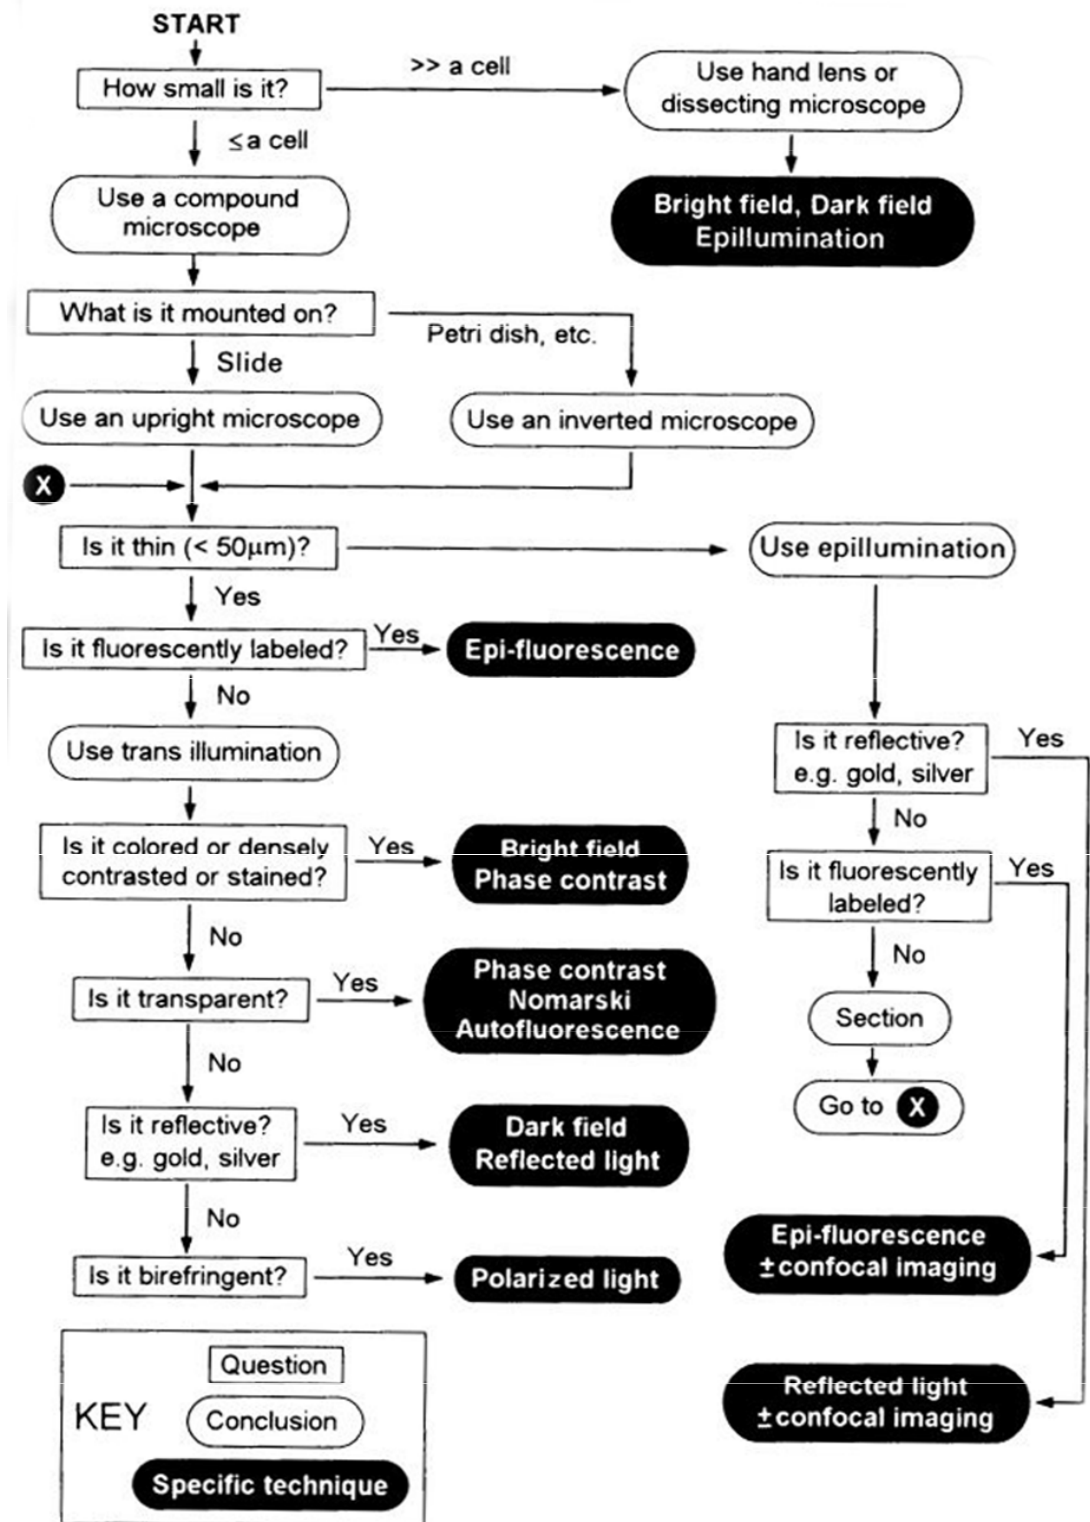 START
How small is it?
>> a cell
Use hand lens or
dissecting microscope
≤ a cell
Use a compound
microscope
Bright field, Dark field
Epillumination
What is it mounted on?
Petri dish, etc.
Slide
Use an upright microscope
Use an inverted microscope
X
Is it thin (< 50μm)?
Use epillumination
Yes
Is it fluorescently labeled?
Yes
Epi-fluorescence
No
Use trans illumination
Is it reflective?
e.g. gold, silver
Yes
No
Is it colored or densely
contrasted or stained?
Yes
Bright field
Phase contrast
Is it fluorescently
labeled?
Yes
No
No
Is it transparent?
Yes
Phase contrast
Nomarski
Autofluorescence
Section
No
Go to X
Is it reflective?
e.g. gold, silver
Yes
Dark field
Reflected light
No
Epi-fluorescence
±confocal imaging
Is it birefringent?
Yes
Polarized light
Reflected light
±confocal imaging
KEY
Question
Conclusion
Specific technique